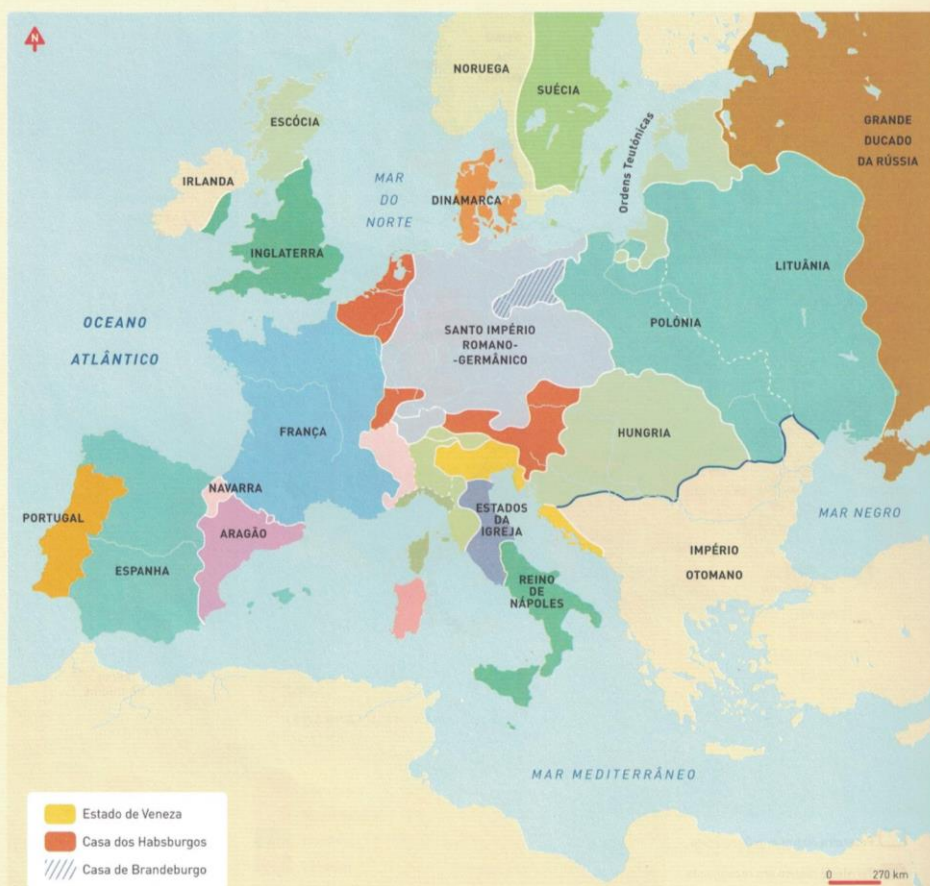 N
NORUEGA
SUÉCIA
ESCÓCIA
GRANDE
DUCADO
DA RÚSSIA
Ordens Teutónicas
IRLANDA
MAR
DO
NORTE
DINAMARCA
INGLATERRA
LITUÂNIA
OCEANO
ATLÂNTICO
SANTO IMPÉRIO
ROMANO-
-GERMÂNICO
POLÓNIA
FRANÇA
HUNGRIA
NAVARRA
PORTUGAL
ARAGÃO
ESTADOS
DA
IGREJA
MAR NEGRO
ESPANHA
IMPÉRIO
OTOMANO
REINO
DE
NÁPOLES
MAR MEDITERRÂNEO
Estado de Veneza
Casa dos Habsburgos
Casa de Brandeburgo
0 270 km